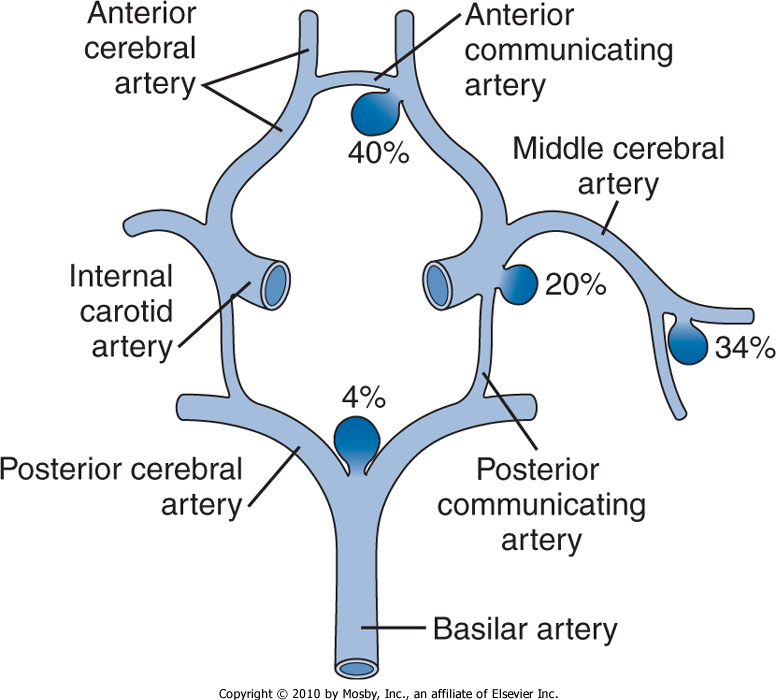 Anterior
cerebral
artery
Anterior
communicating
artery
40%
Middle cerebral
artery
Internal
carotid
artery
20%
34%
4%
Posterior cerebral
artery
Posterior
communicating
artery
Basilar artery
Copyright © 2010 by Mosby, Inc., an affiliate of Elsevier Inc.